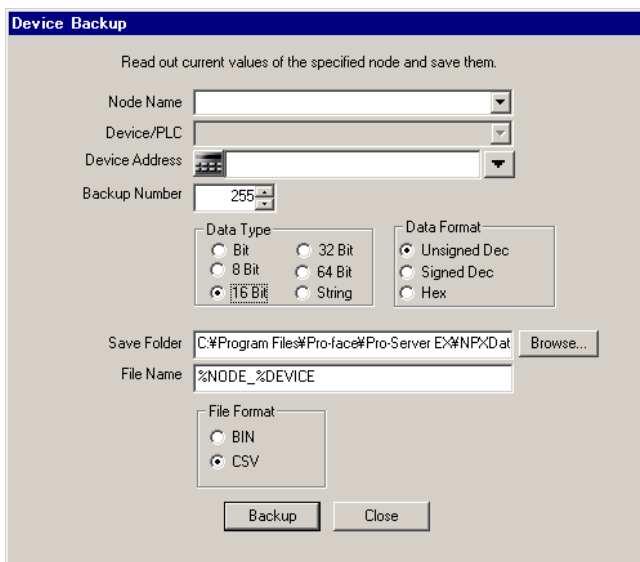 Device Backup
Read out current values of the specified node and save them.
Node Name
Device/PLC
Device Address
Backup Number 255
Data Type
Bit 32 Bit
8 Bit 64 Bit
16 Bit String
Data Format
Unsigned Dec
Signed Dec
Hex
Save Folder C:¥Program Files¥Pro-face¥Pro-Server EX¥NPXDat Browse...
File Name %NODE_%DEVICE
File Format
BIN
CSV
Backup Close